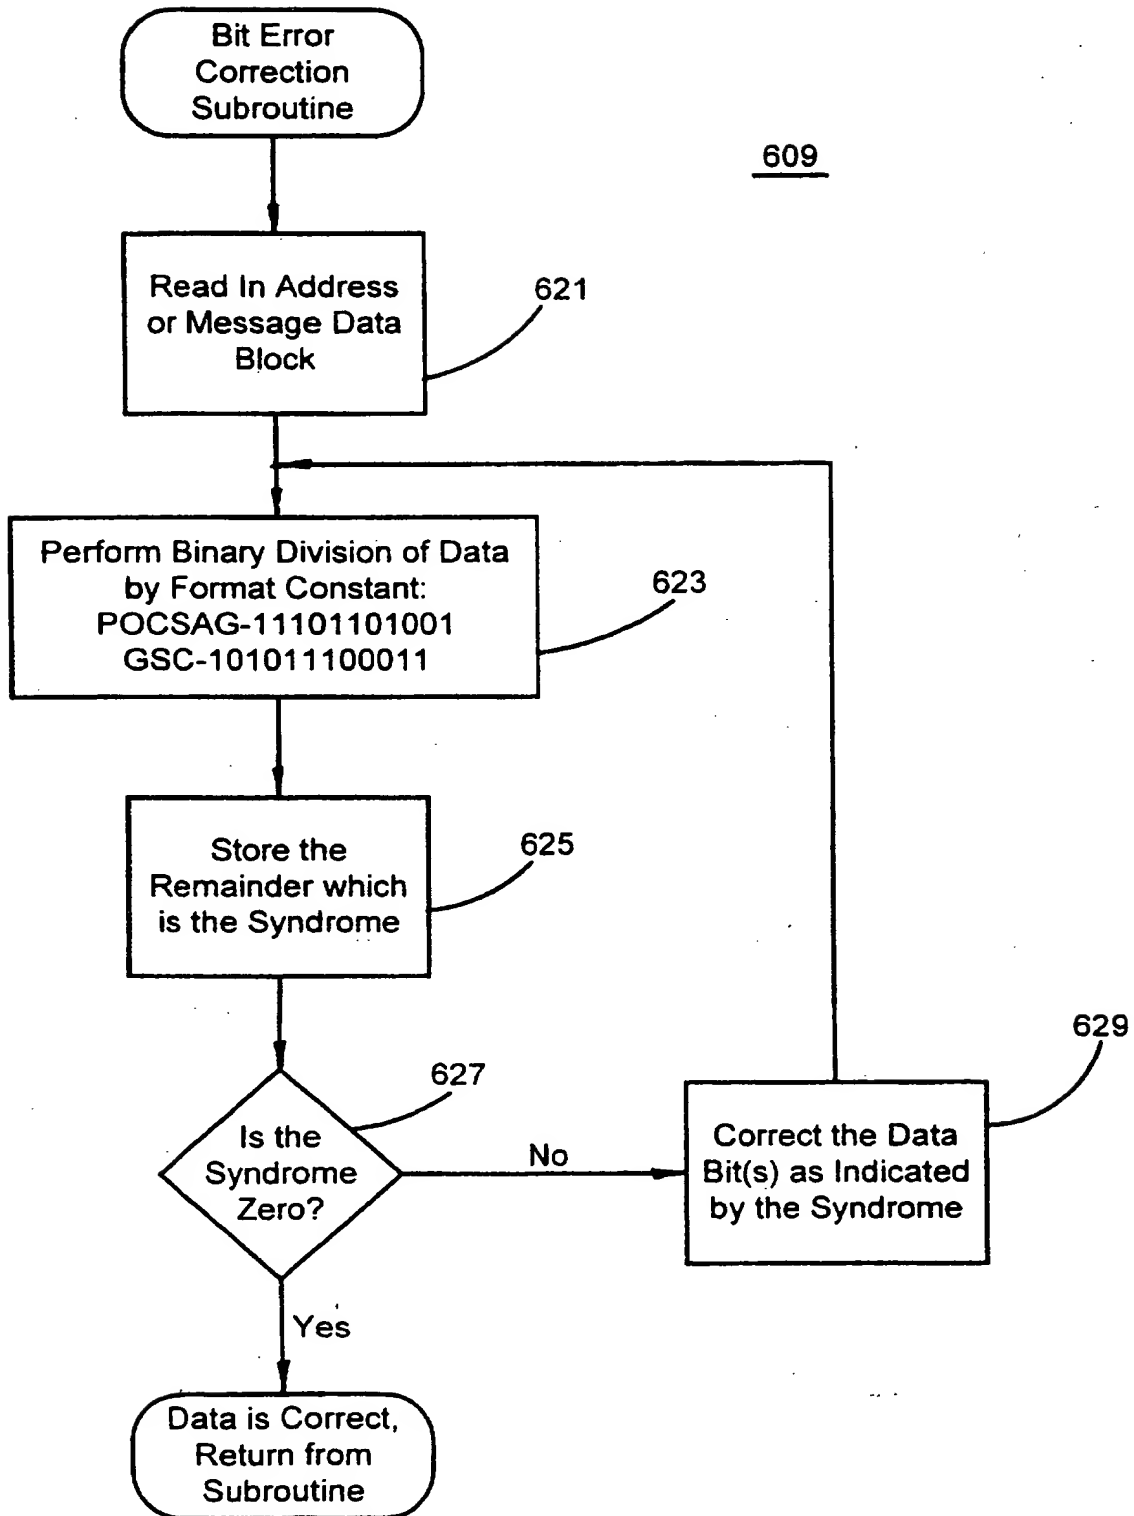 Bit Error
Correction
Subroutine
609
Read In Address
or Message Data
Block
621
Perform Binary Division of Data
by Format Constant:
POCSAG-11101101001
GSC-101011100011
623
Store the
Remainder which
is the Syndrome
625
Is the
Syndrome
Zero?
627
No
Correct the Data
Bit(s) as Indicated
by the Syndrome
629
Yes
Data is Correct,
Return from
Subroutine